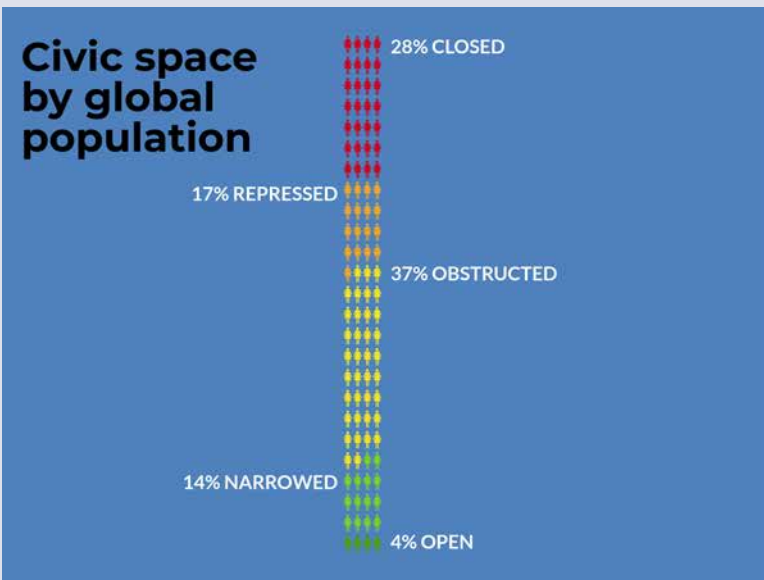 Civic space
by global
population
28% CLOSED
17% REPRESSED
37% OBSTRUCTED
14% NARROWED
4% OPEN